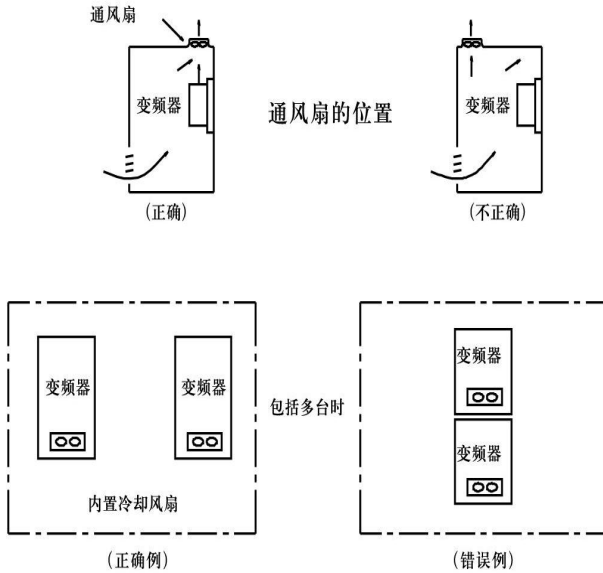 通风扇
变频器
通风扇的位置
变频器
(正确)
(不正确)
变频器
变频器
包括多台时
变频器
变频器
内置冷却风扇
(正确例)
(错误例)